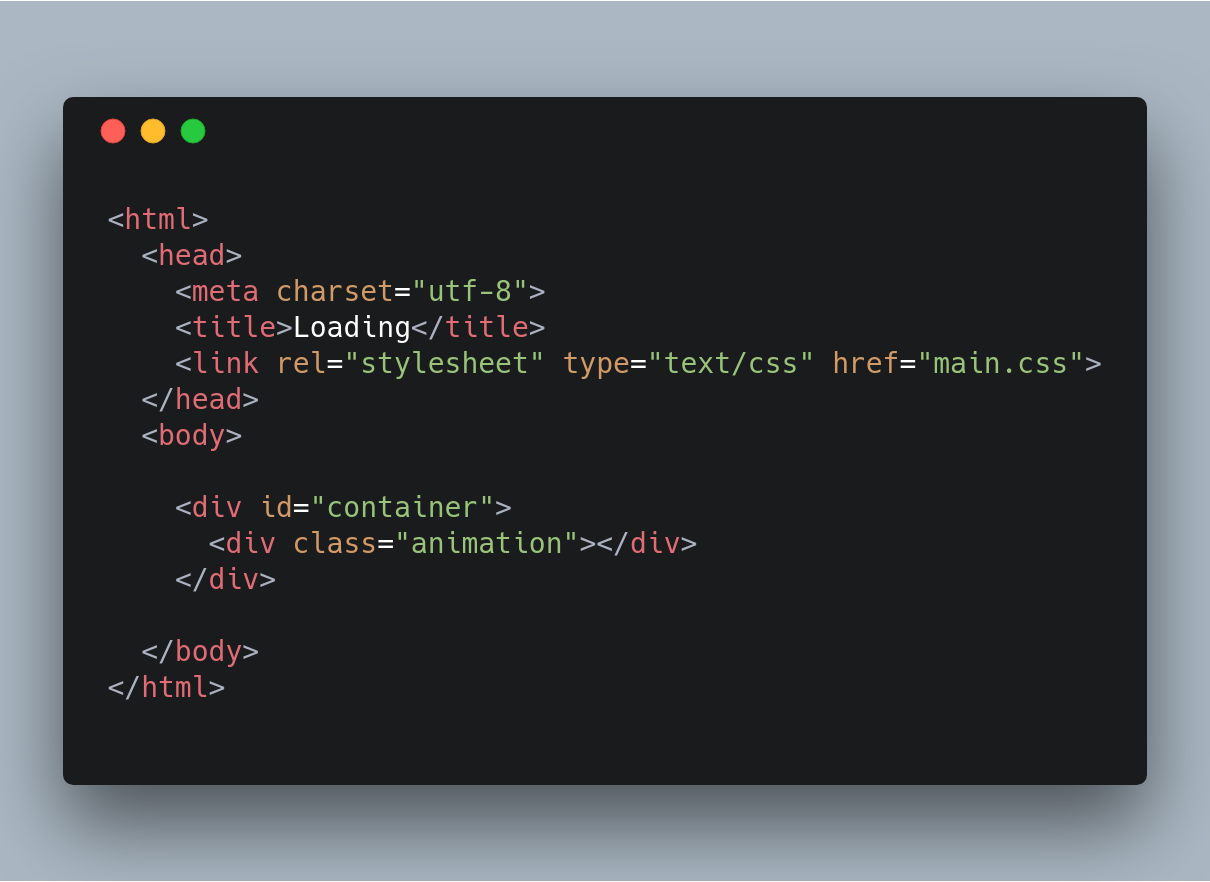 <html>
  <head>
    <meta charset="utf-8">
    <title>Loading</title>
    <link rel="stylesheet" type="text/css" href="main.css">
  </head>
  <body>

    <div id="container">
      <div class="animation"></div>
    </div>

  </body>
</html>